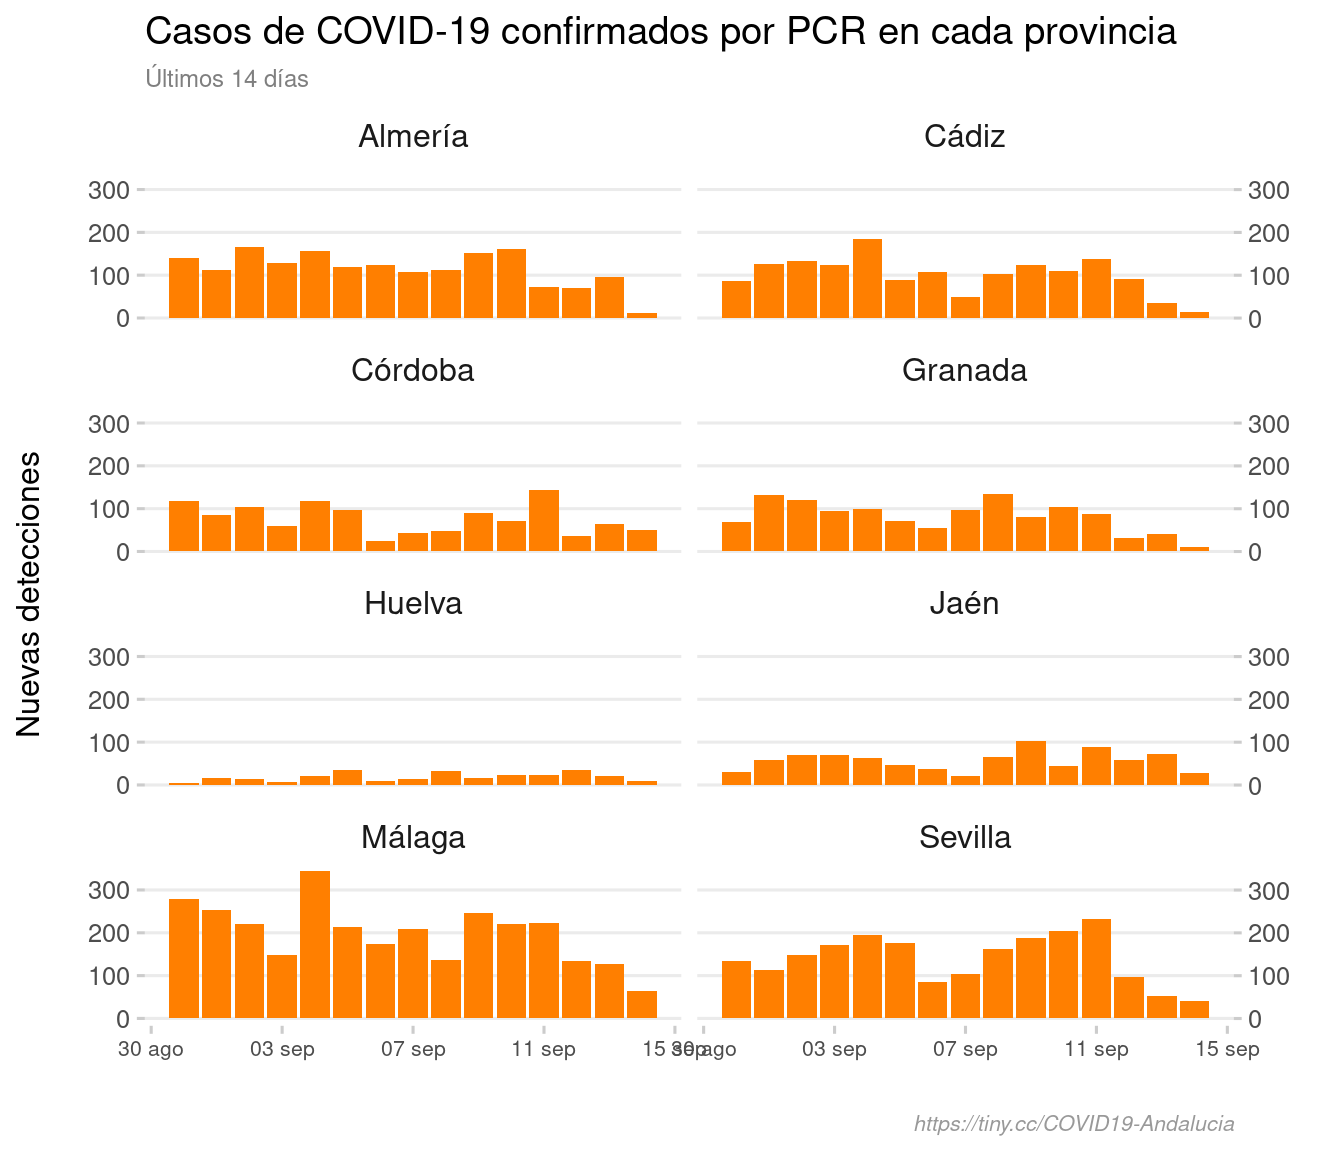 Casos de COVID-19 confirmados por PCR en cada provincia
Últimos 14 días
Almería
Cádiz
300
200
100
0
300
200
100
0
Córdoba
Granada
300
200
100
0
300
200
100
0
Huelva
Jaén
300
200
100
0
300
200
100
0
Málaga
Sevilla
300
200
100
0
300
200
100
0
Nuevas detecciones
30 ago 03 sep 07 sep 11 sep 15 sep
30 ago 03 sep 07 sep 11 sep 15 sep
https://tiny.cc/COVID19-Andalucia